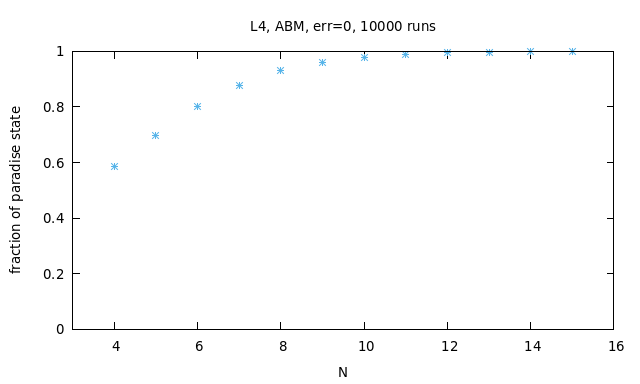 L4, ABM, err=0, 10000 runs
1
0.8
0.6
0.4
0.2
0
fraction of paradise state
4 6 8 10 12 14 16
N